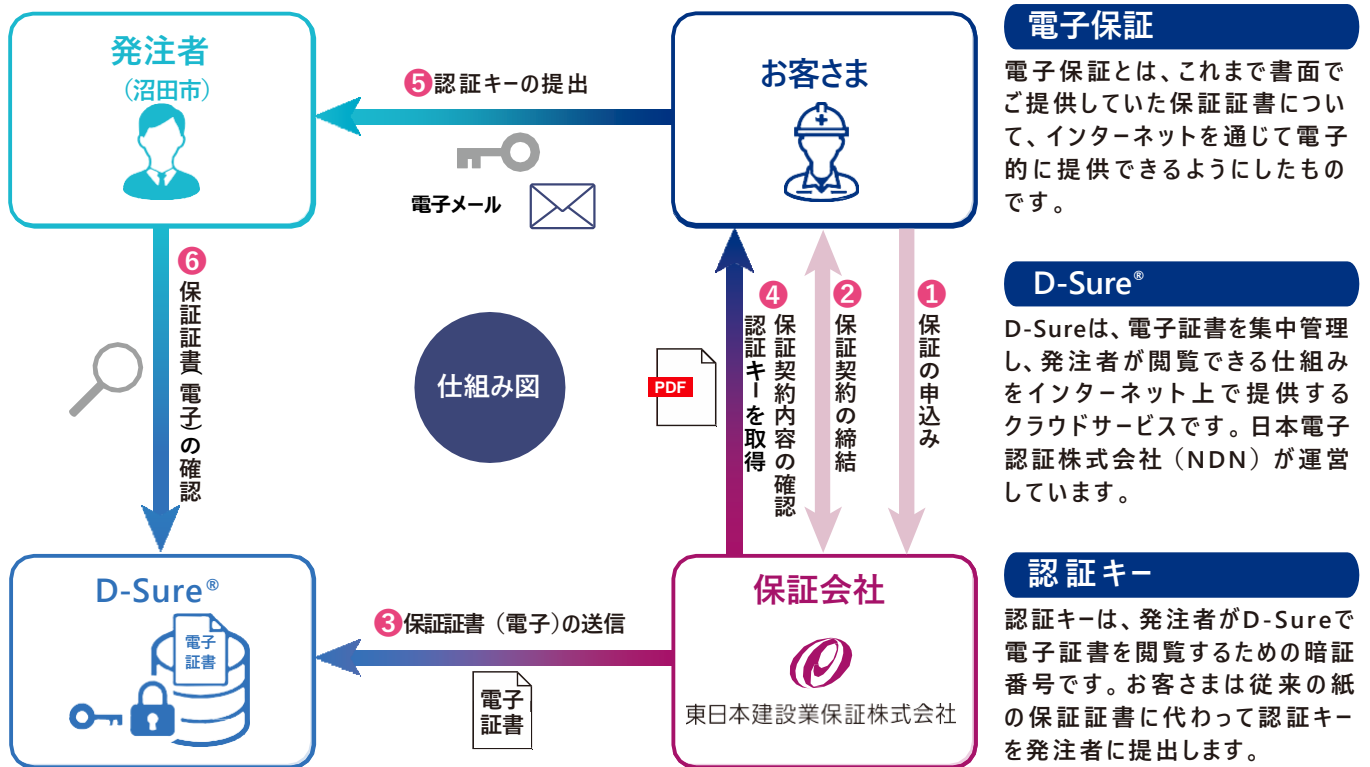 発注者
（沼田市）
❺認証キーの提出
電子メール
お客さま
❻
保証証書（電子）の確認
仕組み図
PDF
❹
保証契約内容の確認
認証キーを取得
❷
保証契約の締結
❶
保証の申込み
D-Sure®
電子
証書
❸保証証書（電子）の送信
電子
証書
保証会社
東日本建設業保証株式会社
電子保証
電子保証とは、これまで書面で
ご提供していた保証証書につい
て、インターネットを通じて電子
的に提供できるようにしたもの
です。
D-Sure®
D-Sureは、電子証書を集中管理
し、発注者が閲覧できる仕組み
をインターネット上で提供する
クラウドサービスです。日本電子
認証株式会社（NDN）が運営
しています。
認証キー
認証キーは、発注者がD-Sureで
電子証書を閲覧するための暗証
番号です。お客さまは従来の紙
の保証証書に代わって認証キー
を発注者に提出します。